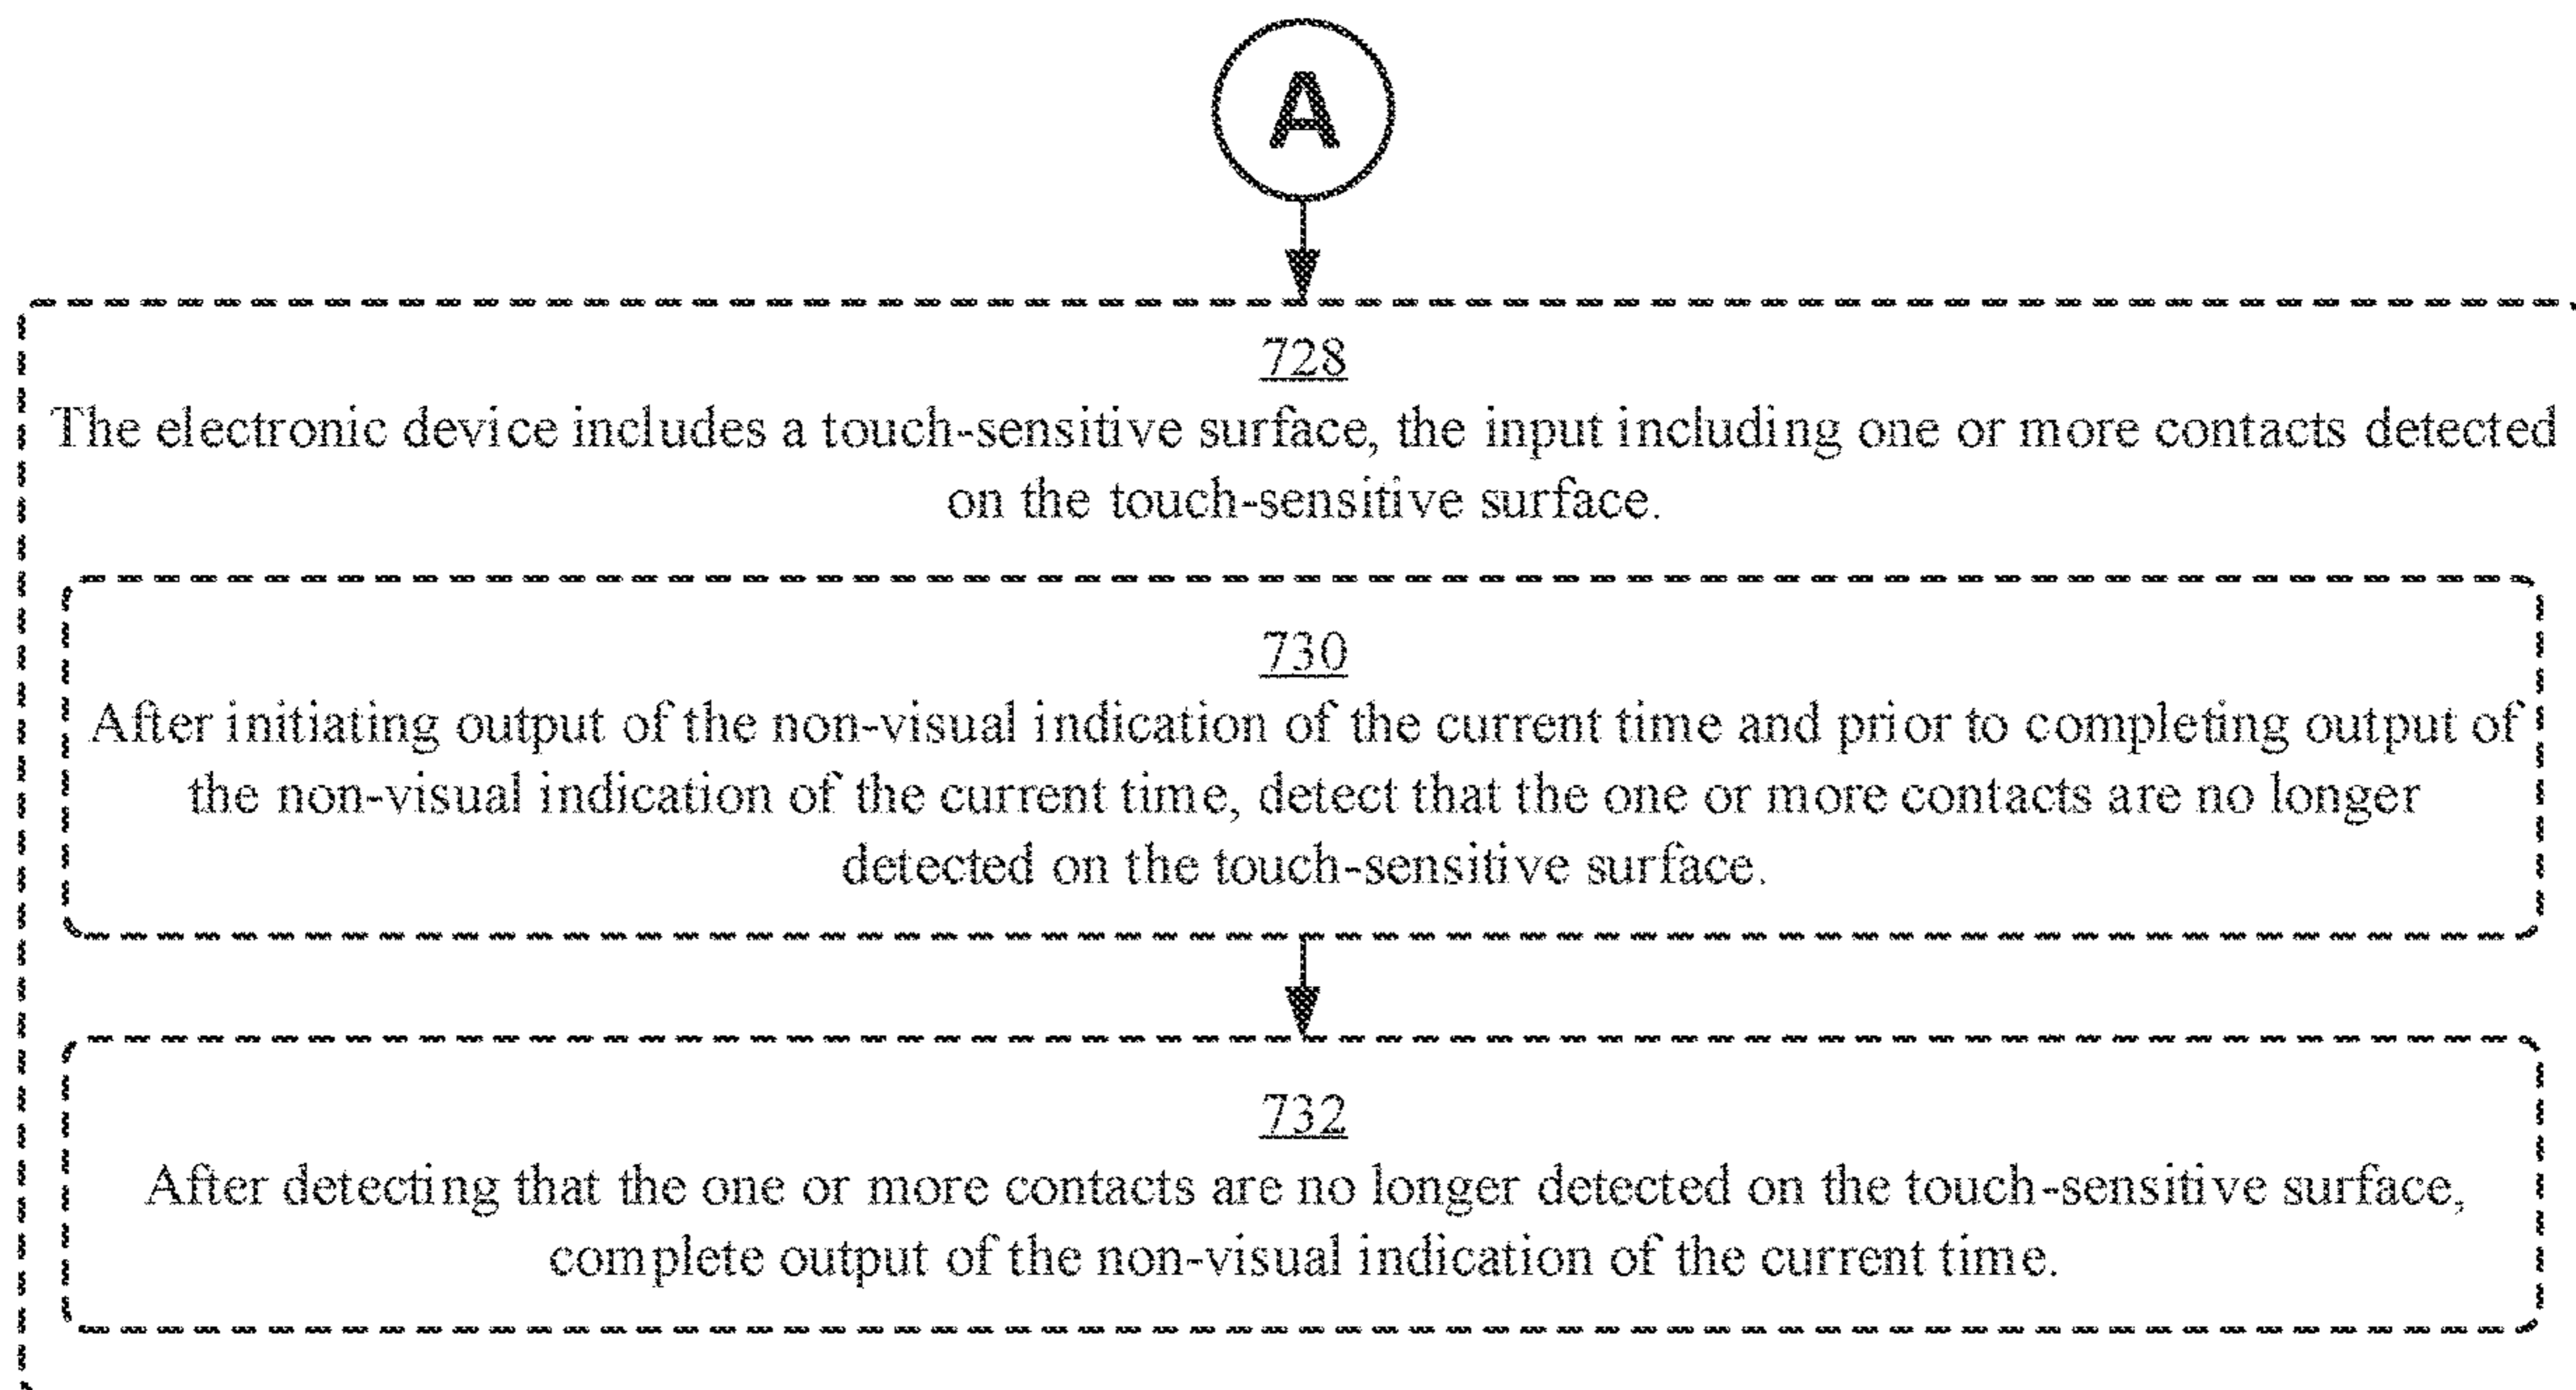 A
728
The electronic device includes a touch-sensitive surface, the input including one or more contacts detected
on the touch-sensitive surface.
730
After initiating output of the non-visual indication of the current time and prior to completing output of
the non-visual indication of the current time, detect that the one or more contacts are no longer
detected on the touch-sensitive surface.
732
After detecting that the one or more contacts are no longer detected on the touch-sensitive surface,
complete output of the non-visual indication of the current time.